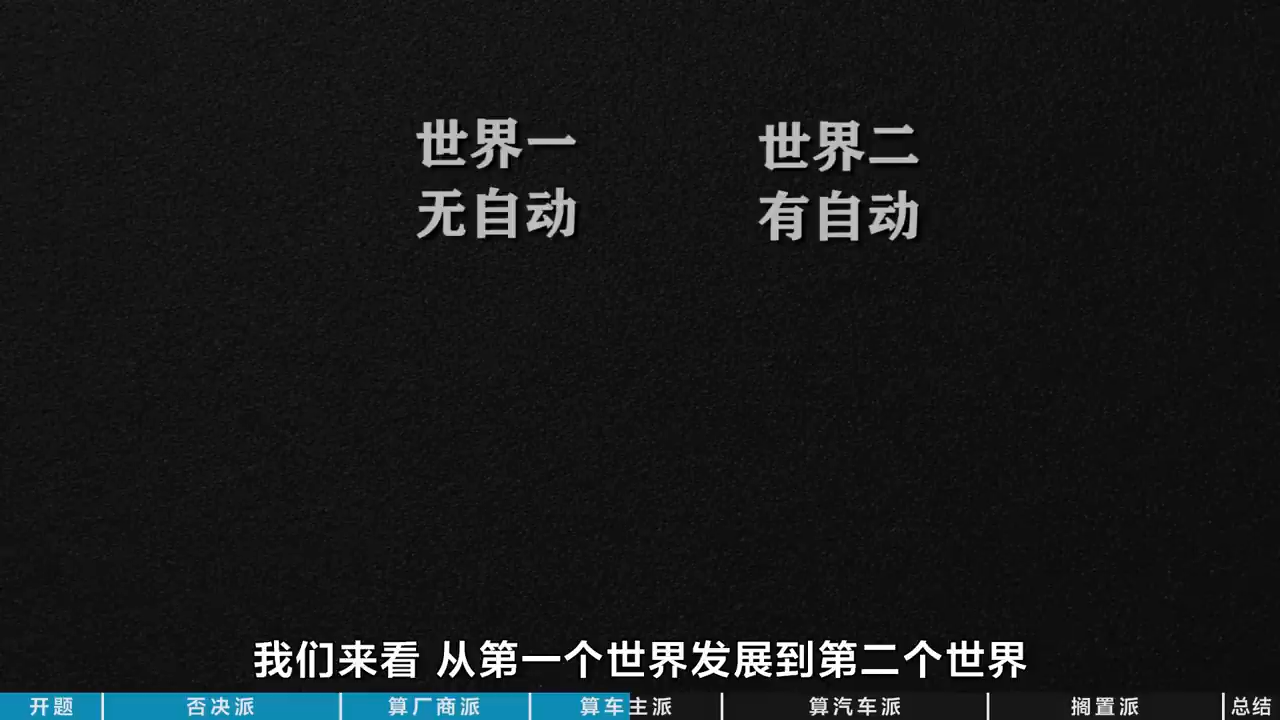 世界一
无自动
世界二
有自动
我们来看 从第一个世界发展到第二个世界
开题
否决派
算厂商派
算车主派
算汽车派
搁置派
总结